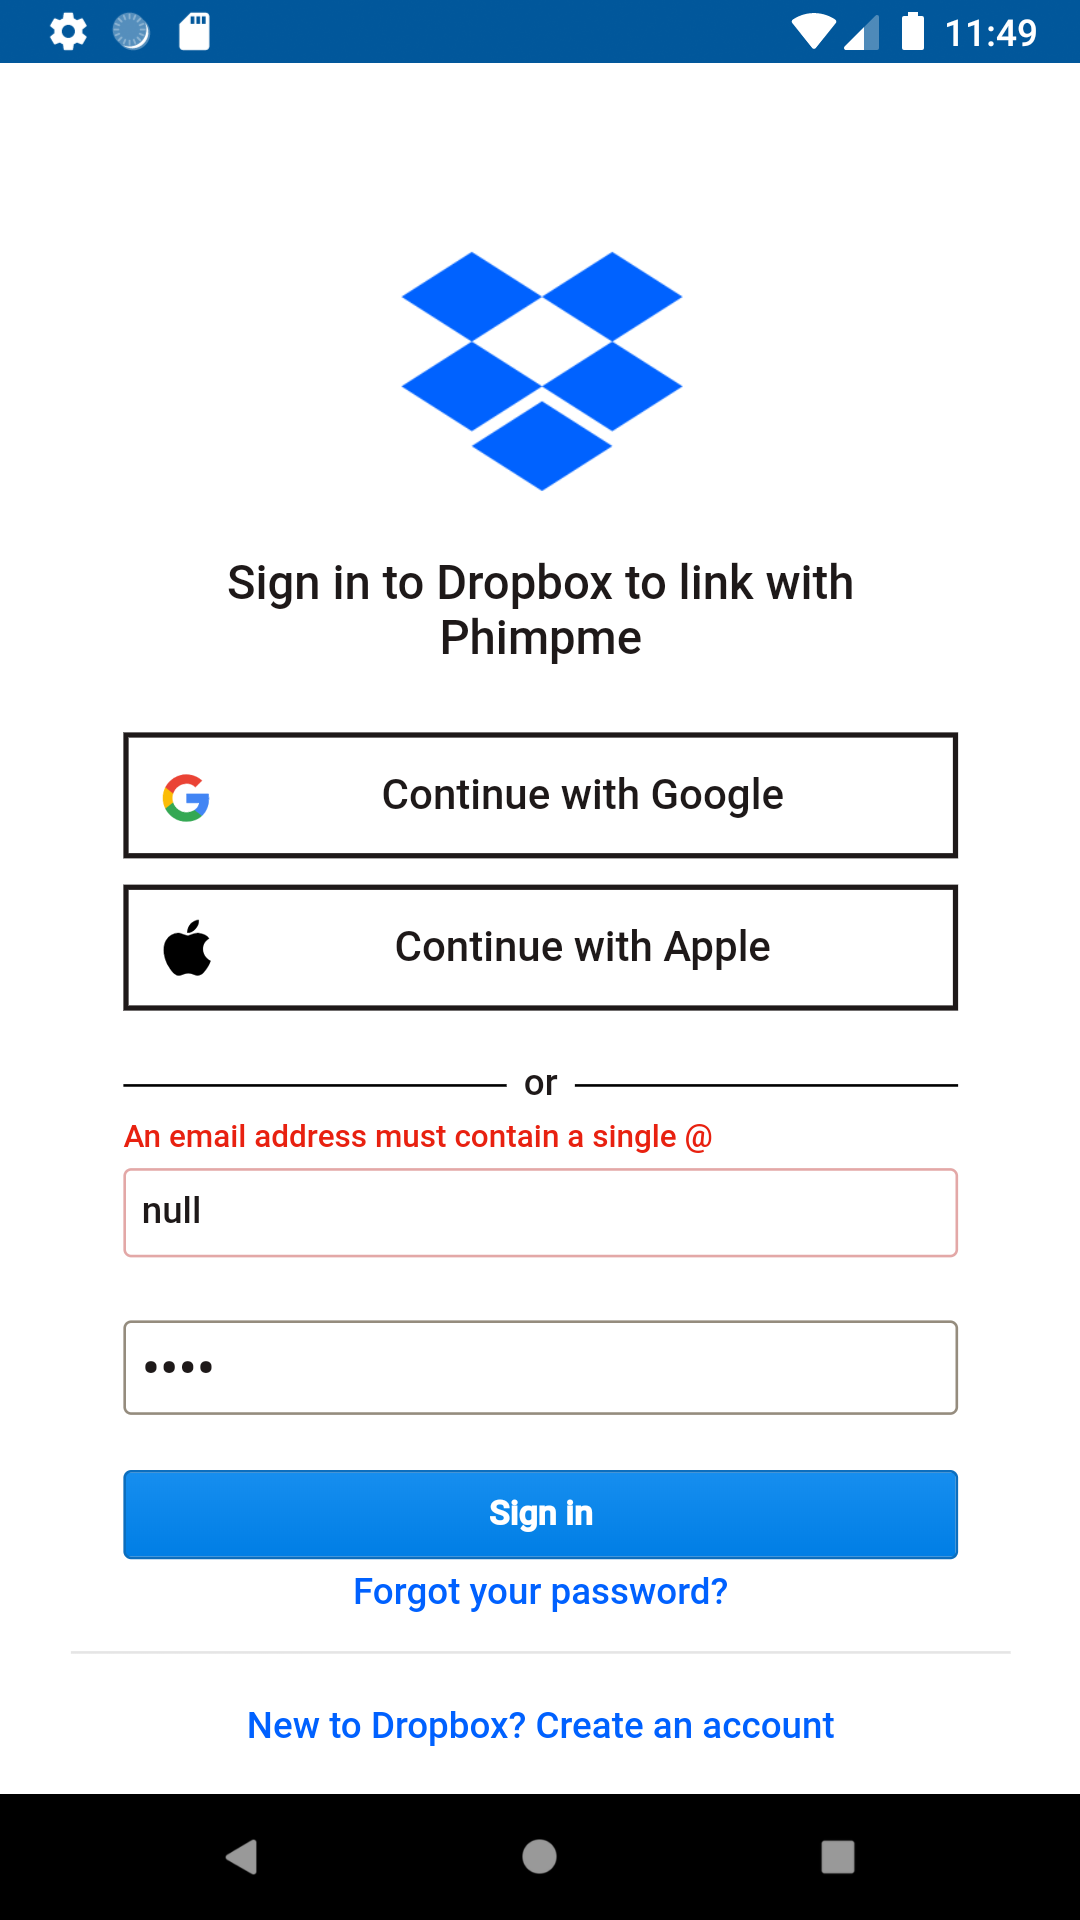 11:49
Sign in to Dropbox to link with
Phimpme
Continue with Google
Continue with Apple
or
An email address must contain a single @
null
••••
Sign in
Forgot your password?
New to Dropbox? Create an account